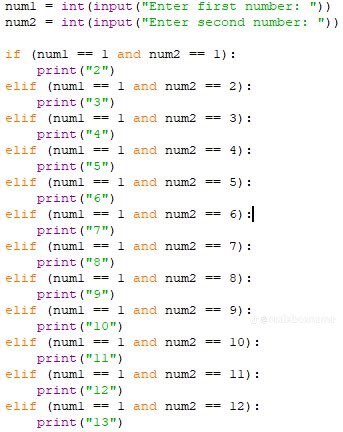 num1 = int(input("Enter first number: "))
num2 = int(input("Enter second number: "))
if (num1 == 1 and num2 == 1):
    print("2")
elif (num1 == 1 and num2 == 2):
    print("3")
elif (num1 == 1 and num2 == 3):
    print("4")
elif (num1 == 1 and num2 == 4):
    print("5")
elif (num1 == 1 and num2 == 5):
    print("6")
elif (num1 == 1 and num2 == 6):
    print("7")
elif (num1 == 1 and num2 == 7):
    print("8")
elif (num1 == 1 and num2 == 8):
    print("9")
elif (num1 == 1 and num2 == 9):
    print("10")
elif (num1 == 1 and num2 == 10):
    print("11")
elif (num1 == 1 and num2 == 11):
    print("12")
elif (num1 == 1 and num2 == 12):
    print("13")